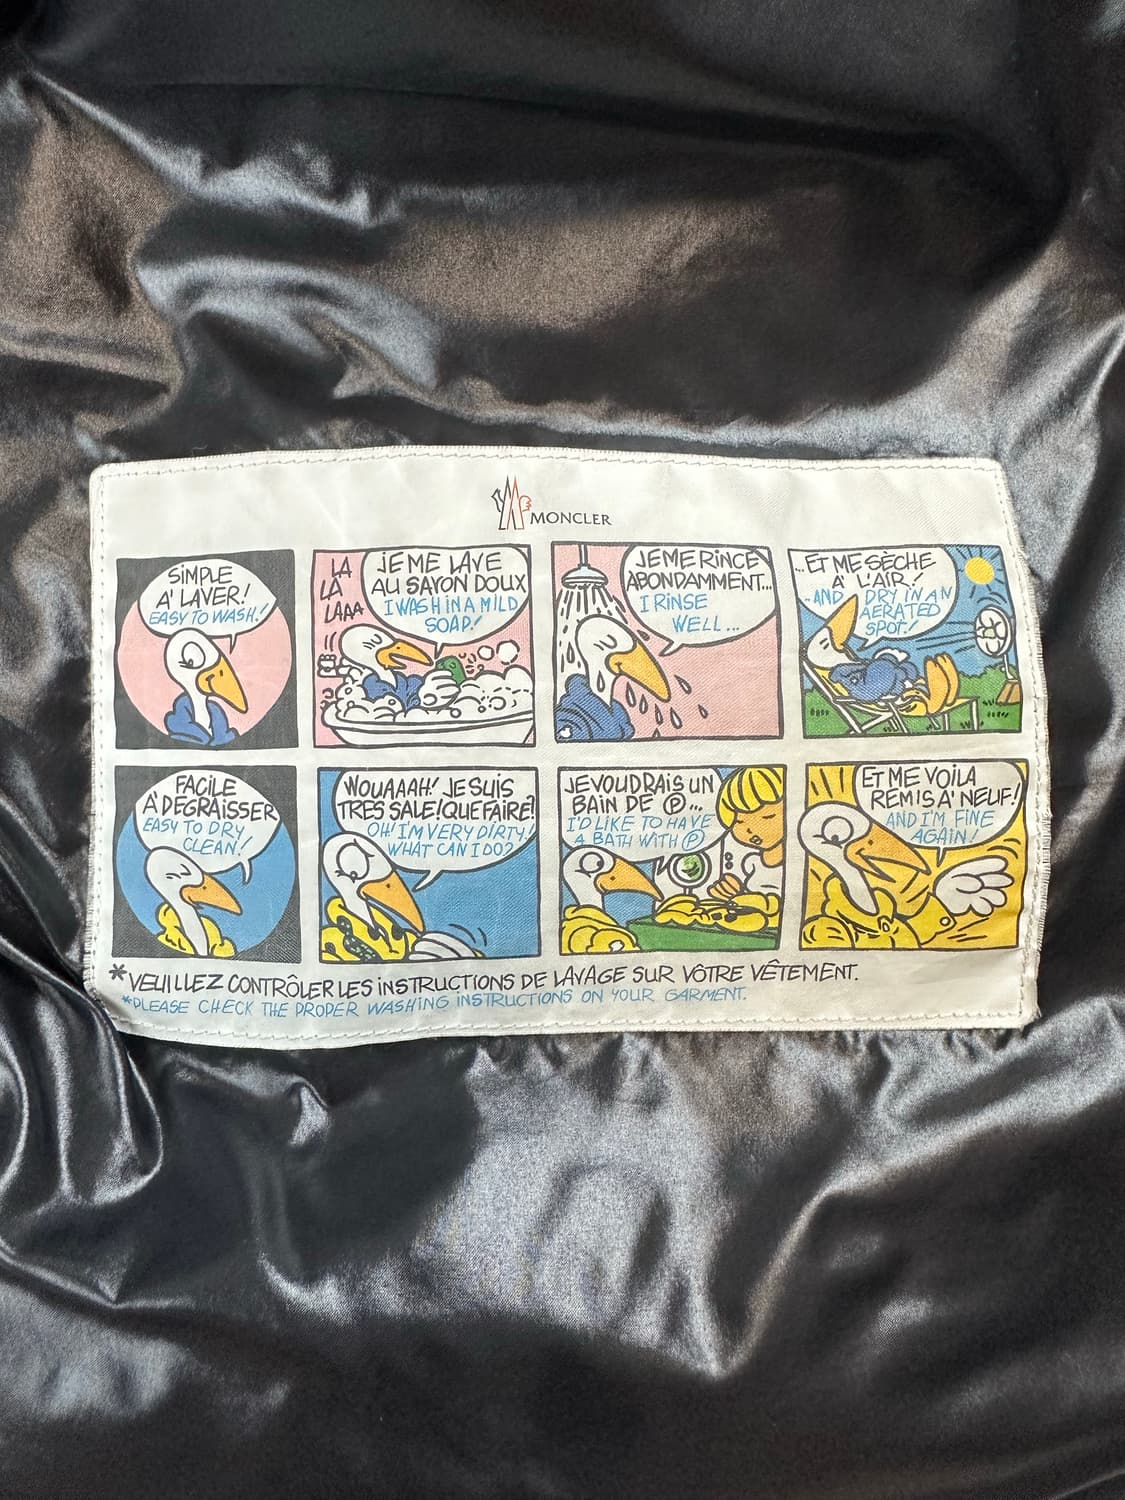 MONCLER
SIMPLE
A' LAVER!
EASY TO WASH!
LA
LA
LAAA
JE ME LAVE
AU SAVON DOUX
I WASH IN A MILD
SOAP!
JE ME RINCE
ABONDAMMENT...
I RINSE
WELL...
...ET ME SÈCHE
A' L'AIR!
..AND DRY IN AN
AERATED
SPOT!
FACILE
A' DEGRAISSER
EASY TO DRY
CLEAN!
WOUAAAH! JE SUIS
TRES SALE! QUE FAIRE?
OH! I'M VERY DIRTY!
WHAT CAN I DO?
JE VOUDRAIS UN
BAIN DE Ⓟ...
I'D LIKE TO HAVE
A BATH WITH Ⓟ
ET ME VOILA
REMIS A' NEUF!
AND I'M FINE
AGAIN!
*VEUILLEZ CONTRÔLER LES INSTRUCTIONS DE LAVAGE SUR VÔTRE VÊTEMENT.
*PLEASE CHECK THE PROPER WASHING INSTRUCTIONS ON YOUR GARMENT.